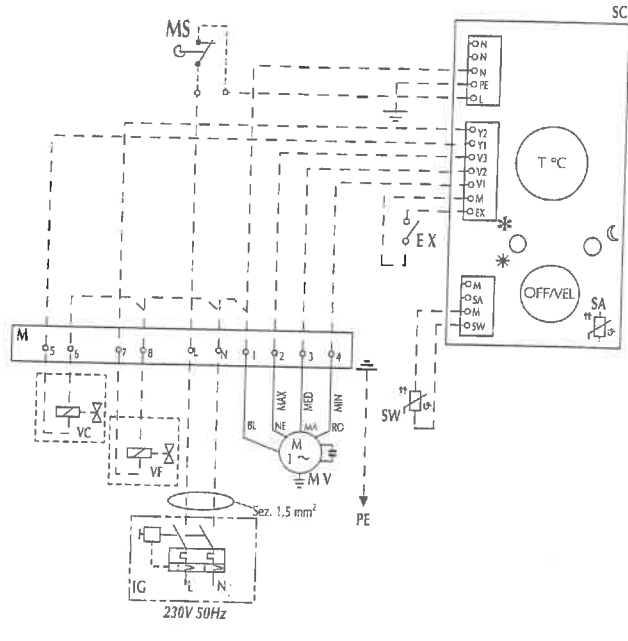 MS
SC
N
N
N
PE
L
Y2
Y1
V3
V2
V1
M
EX
T °C
EX
OFF/VEL
M
SA
M
SW
SA
ϑ
SW
ϑ
M
5 6 7 8 L N 1 2 3 4
VC
VF
BL NE MA RO
MAX MED MIN
M
1 ~
MV
PE
Sez. 1,5 mm²
IG L N
230V 50Hz